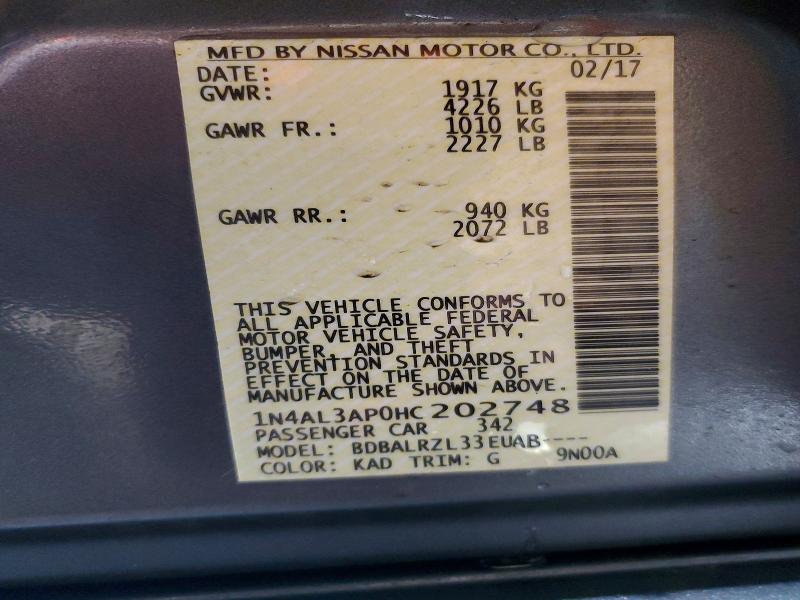 MFD BY NISSAN MOTOR CO., LTD.
DATE: 02/17
GVWR: 1917 KG
4226 LB
GAWR FR.: 1010 KG
2227 LB
GAWR RR.: 940 KG
2072 LB
THIS VEHICLE CONFORMS TO
ALL APPLICABLE FEDERAL
MOTOR VEHICLE SAFETY,
BUMPER, AND THEFT
PREVENTION STANDARDS IN
EFFECT ON THE DATE OF
MANUFACTURE SHOWN ABOVE.
1N4AL3AP0HC202748
PASSENGER CAR 342
MODEL: BDBALRZL33EUAB----
COLOR: KAD TRIM: G 9N00A